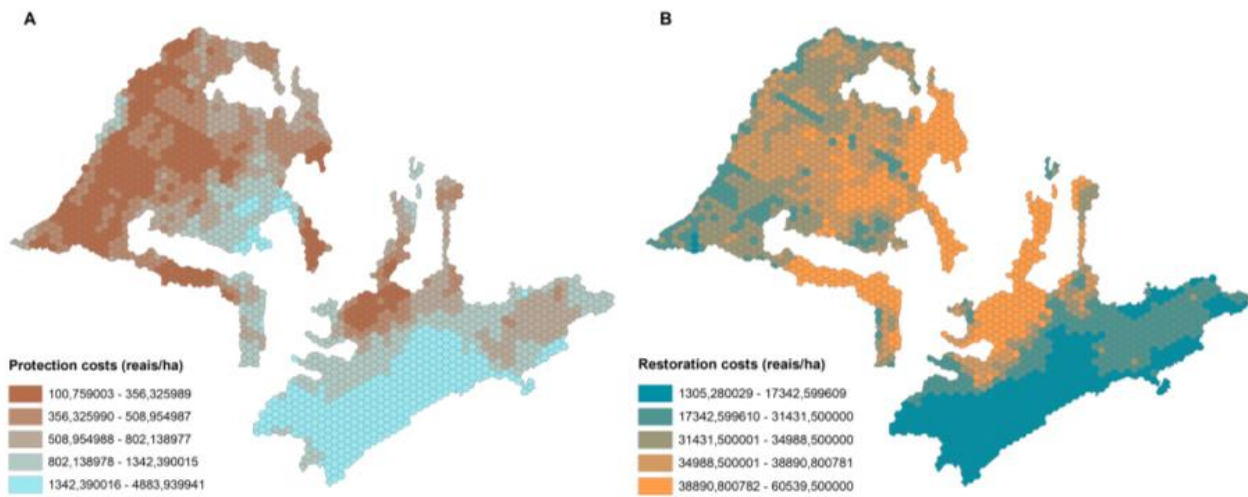 A
B
Protection costs (reais/ha)
100,759003 - 356,325989
356,325990 - 508,954987
508,954988 - 802,138977
802,138978 - 1342,390015
1342,390016 - 4883,939941
Restoration costs (reais/ha)
1305,280029 - 17342,599609
17342,599610 - 31431,500000
31431,500001 - 34988,500000
34988,500001 - 38890,800781
38890,800782 - 60539,500000